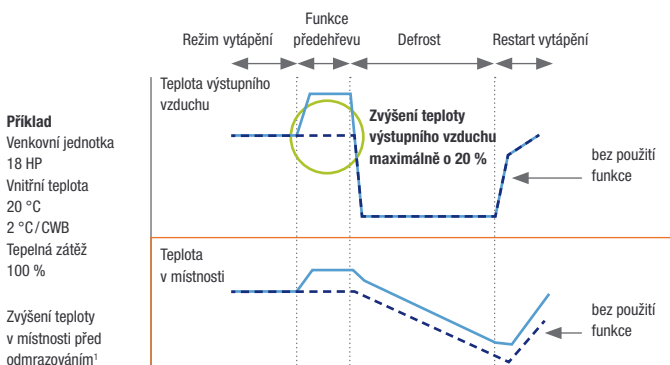 Funkce
Režim vytápění
předehřevu
Defrost
Restart vytápění
Teplota výstupního
vzduchu
Zvýšení teploty
výstupního vzduchu
maximálně o 20 %
bez použití
funkce
Příklad
Venkovní jednotka
18 HP
Vnitřní teplota
20 °C
2 °C/CWB
Tepelná zátěž
100 %
Zvýšení teploty
v místnosti před
odmrazováním¹
Teplota
v místnosti
bez použití
funkce